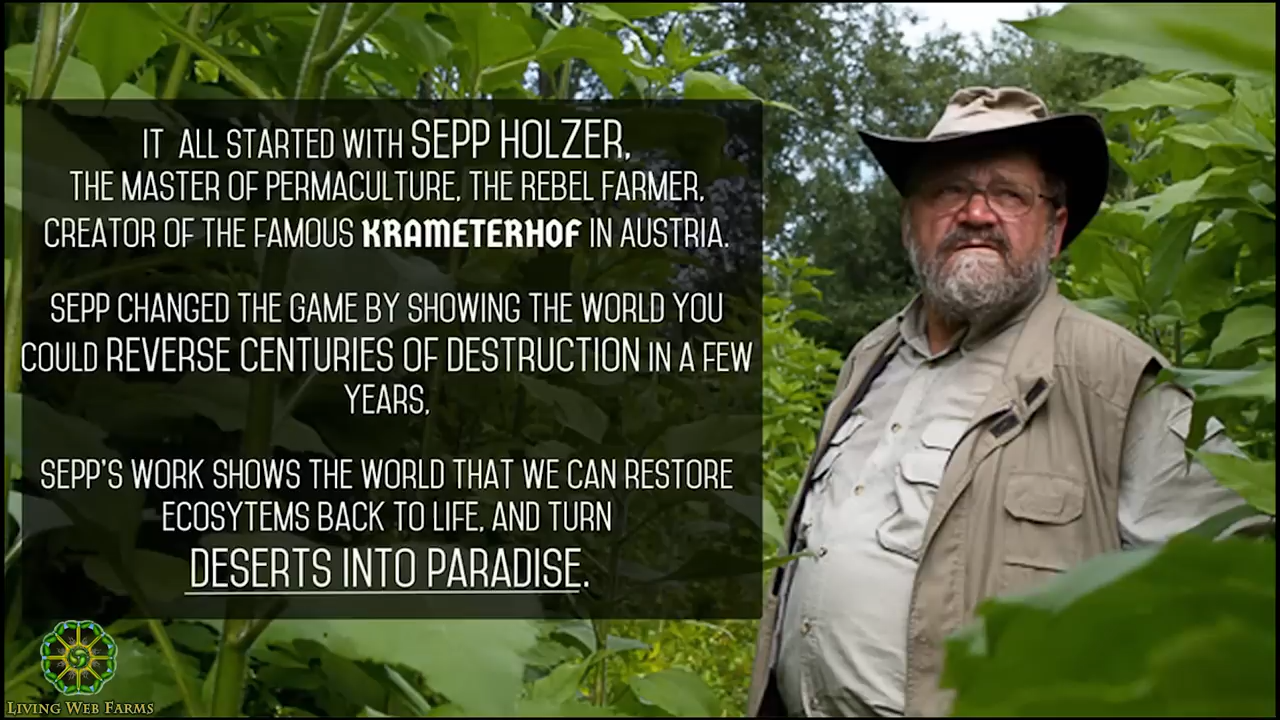 IT ALL STARTED WITH SEPP HOLZER,
THE MASTER OF PERMACULTURE, THE REBEL FARMER,
CREATOR OF THE FAMOUS KRAMETERHOF IN AUSTRIA.
SEPP CHANGED THE GAME BY SHOWING THE WORLD YOU
COULD REVERSE CENTURIES OF DESTRUCTION IN A FEW
YEARS,
SEPP'S WORK SHOWS THE WORLD THAT WE CAN RESTORE
ECOSYTEMS BACK TO LIFE, AND TURN
DESERTS INTO PARADISE.
LIVING WEB FARMS